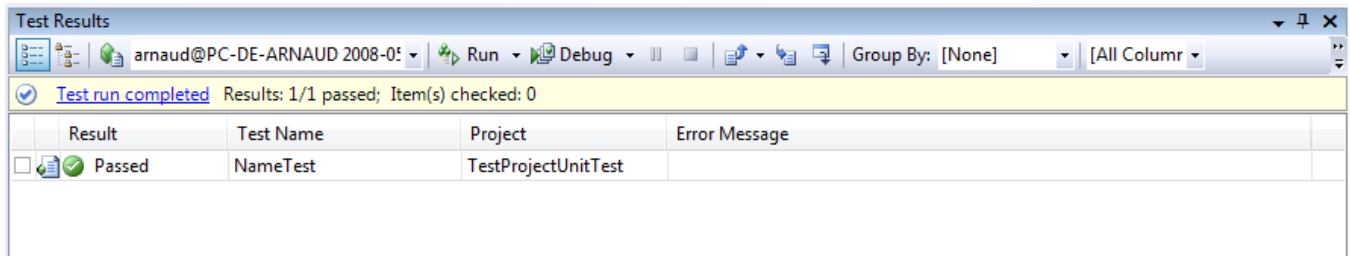 Test Results
arnaud@PC-DE-ARNAUD 2008-05 Run Debug Group By: [None] [All Columr
Test run completed Results: 1/1 passed; Item(s) checked: 0
Result Test Name Project Error Message
Passed NameTest TestProjectUnitTest